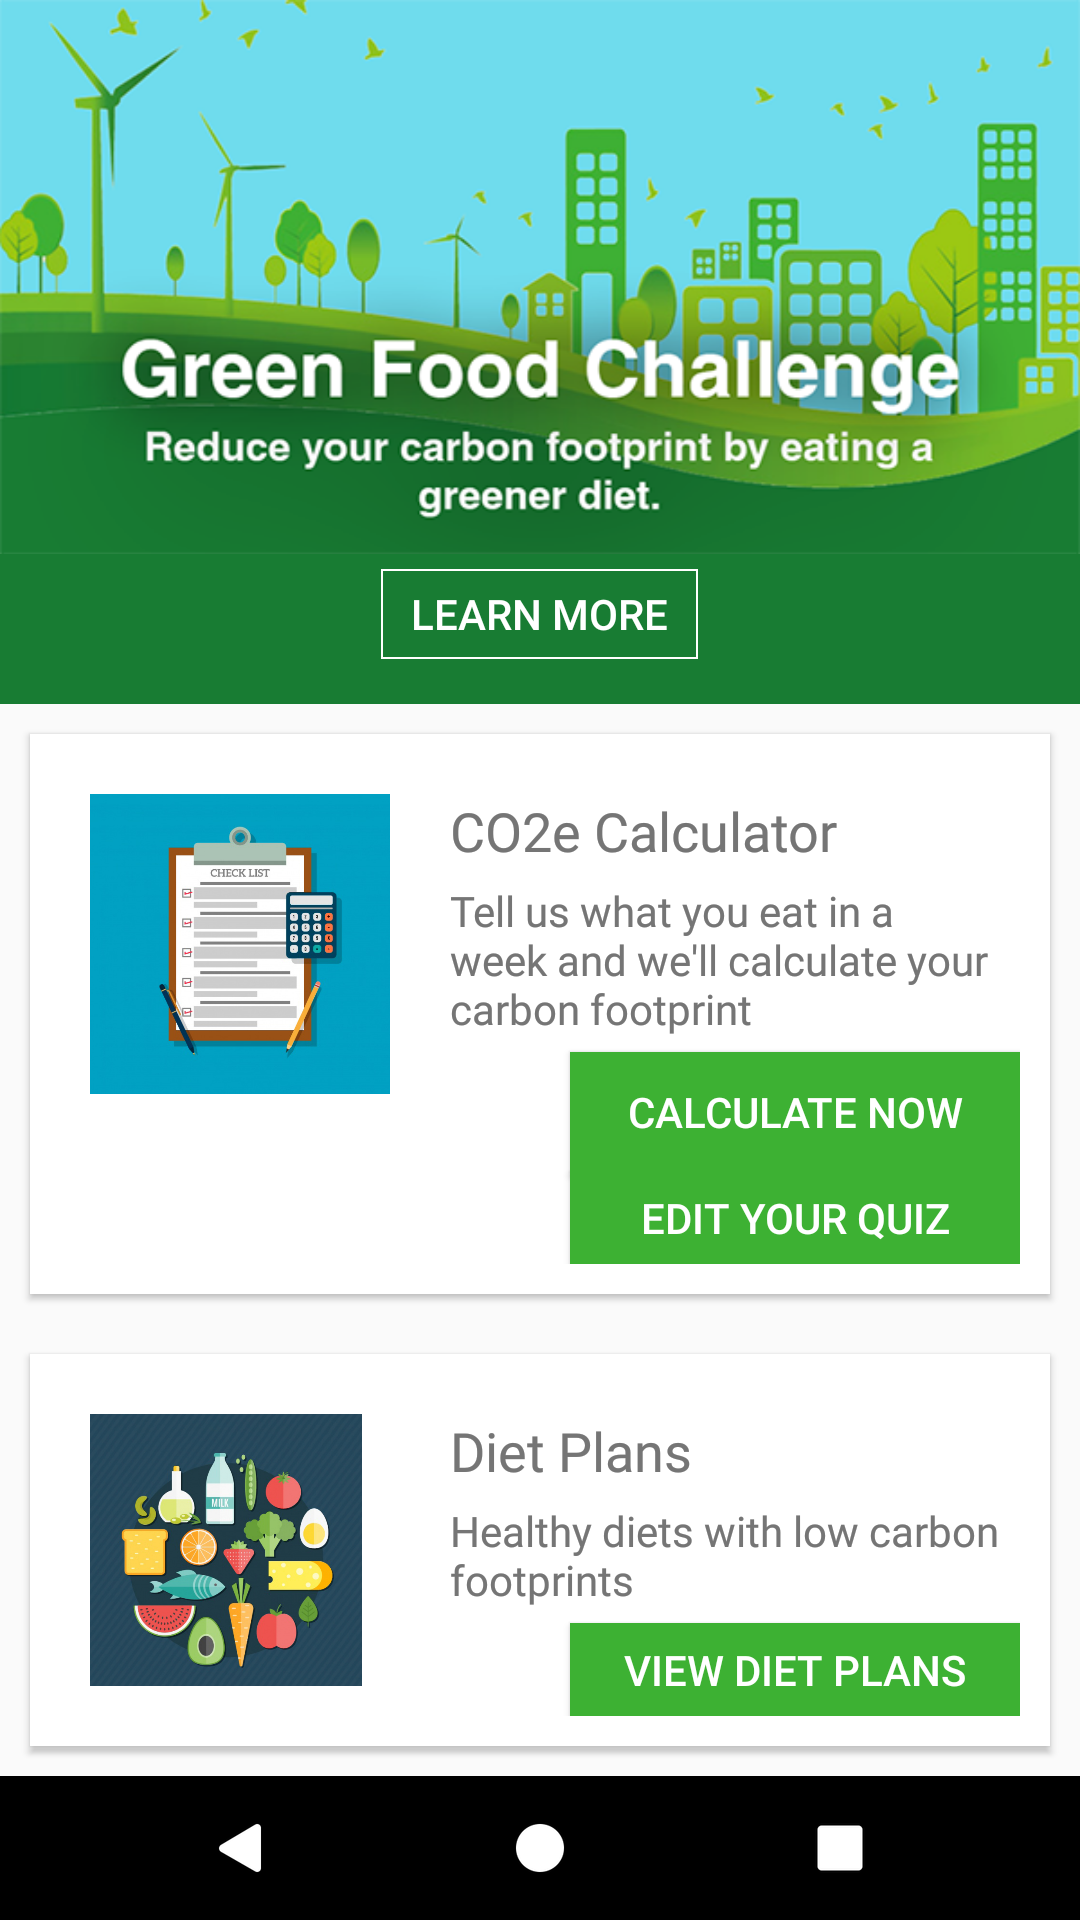 Green Food Challenge
Reduce your carbon footprint by eating a
greener diet.
LEARN MORE
CHECK LIST
CO2e Calculator
Tell us what you eat in a
week and we'll calculate your
carbon footprint
CALCULATE NOW
EDIT YOUR QUIZ
MILK
Diet Plans
Healthy diets with low carbon
footprints
VIEW DIET PLANS